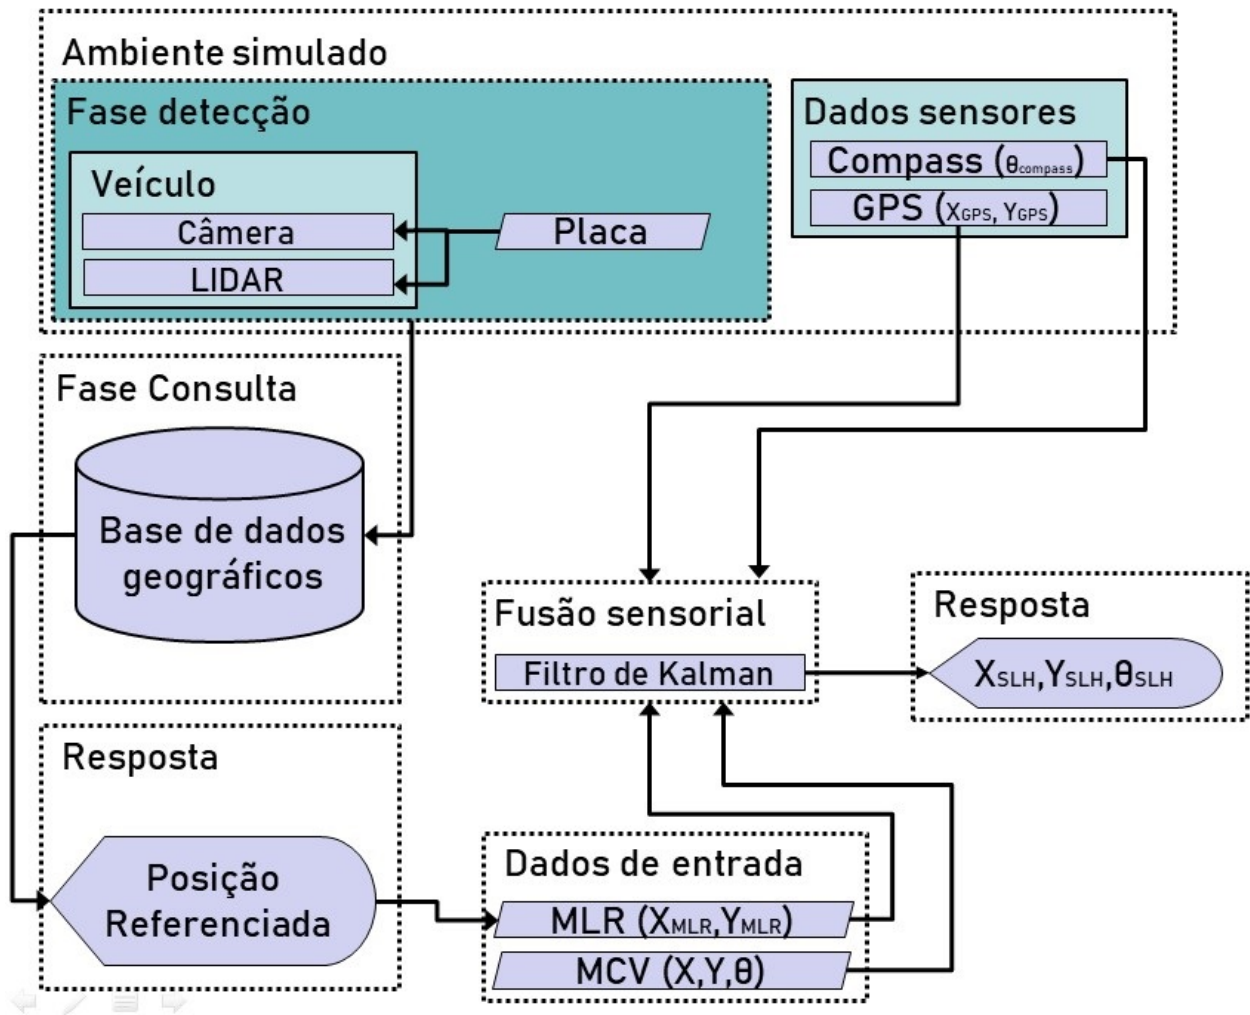 Ambiente simulado
Fase detecção
Veículo
Câmera
LIDAR
Placa
Dados sensores
Compass (θcompass)
GPS (XGPS, YGPS)
Fase Consulta
Base de dados
geográficos
Fusão sensorial
Filtro de Kalman
Resposta
XSLH,YSLH,θSLH
Resposta
Posição
Referenciada
Dados de entrada
MLR (XMLR,YMLR)
MCV (X,Y,θ)